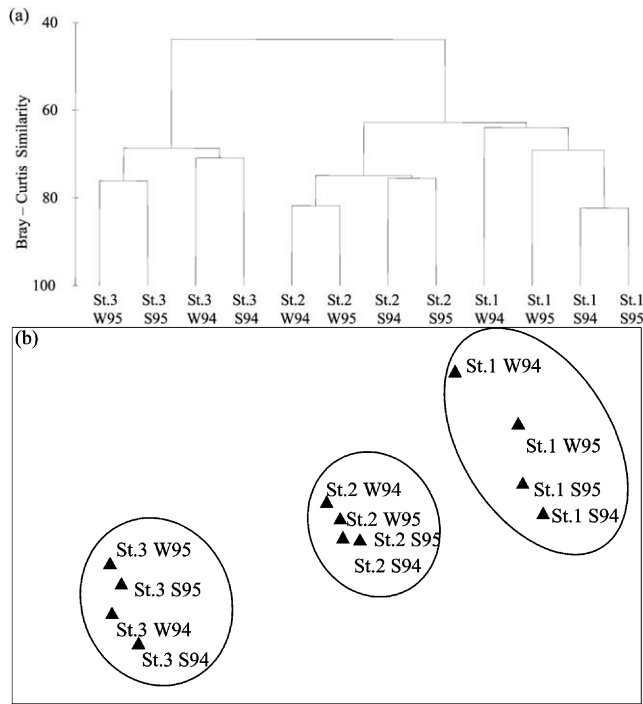 (a)
40
60
80
100
Bray – Curtis Similarity
St.3 St.3 St.3 St.3 St.2 St.2 St.2 St.2 St.1 St.1 St.1 St.1
W95 S95 W94 S94 W94 W95 S94 S95 W94 W95 S94 S95
(b)
St.1 W94
St.1 W95
St.2 W94
St.1 S95
St.2 W95
St.1 S94
St.2 S95
St.3 W95
St.2 S94
St.3 S95
St.3 W94
St.3 S94